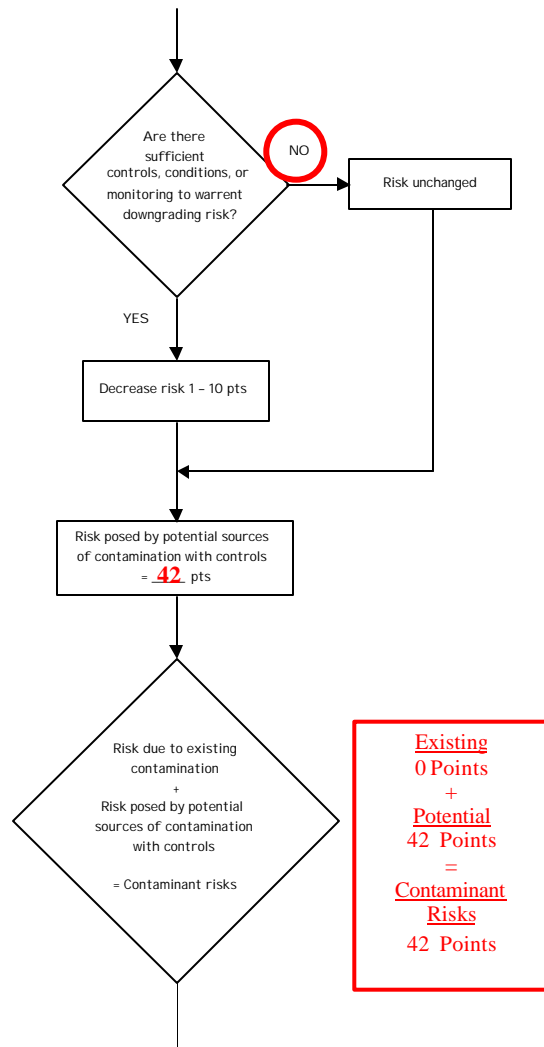 Are there
sufficient
controls, conditions, or
monitoring to warrent
downgrading risk?
NO
Risk unchanged
YES
Decrease risk 1 – 10 pts
Risk posed by potential sources
of contamination with controls
= 42 pts
Risk due to existing
contamination
+
Risk posed by potential
sources of contamination
with controls
= Contaminant risks
Existing
0 Points
+
Potential
42 Points
=
Contaminant
Risks
42 Points